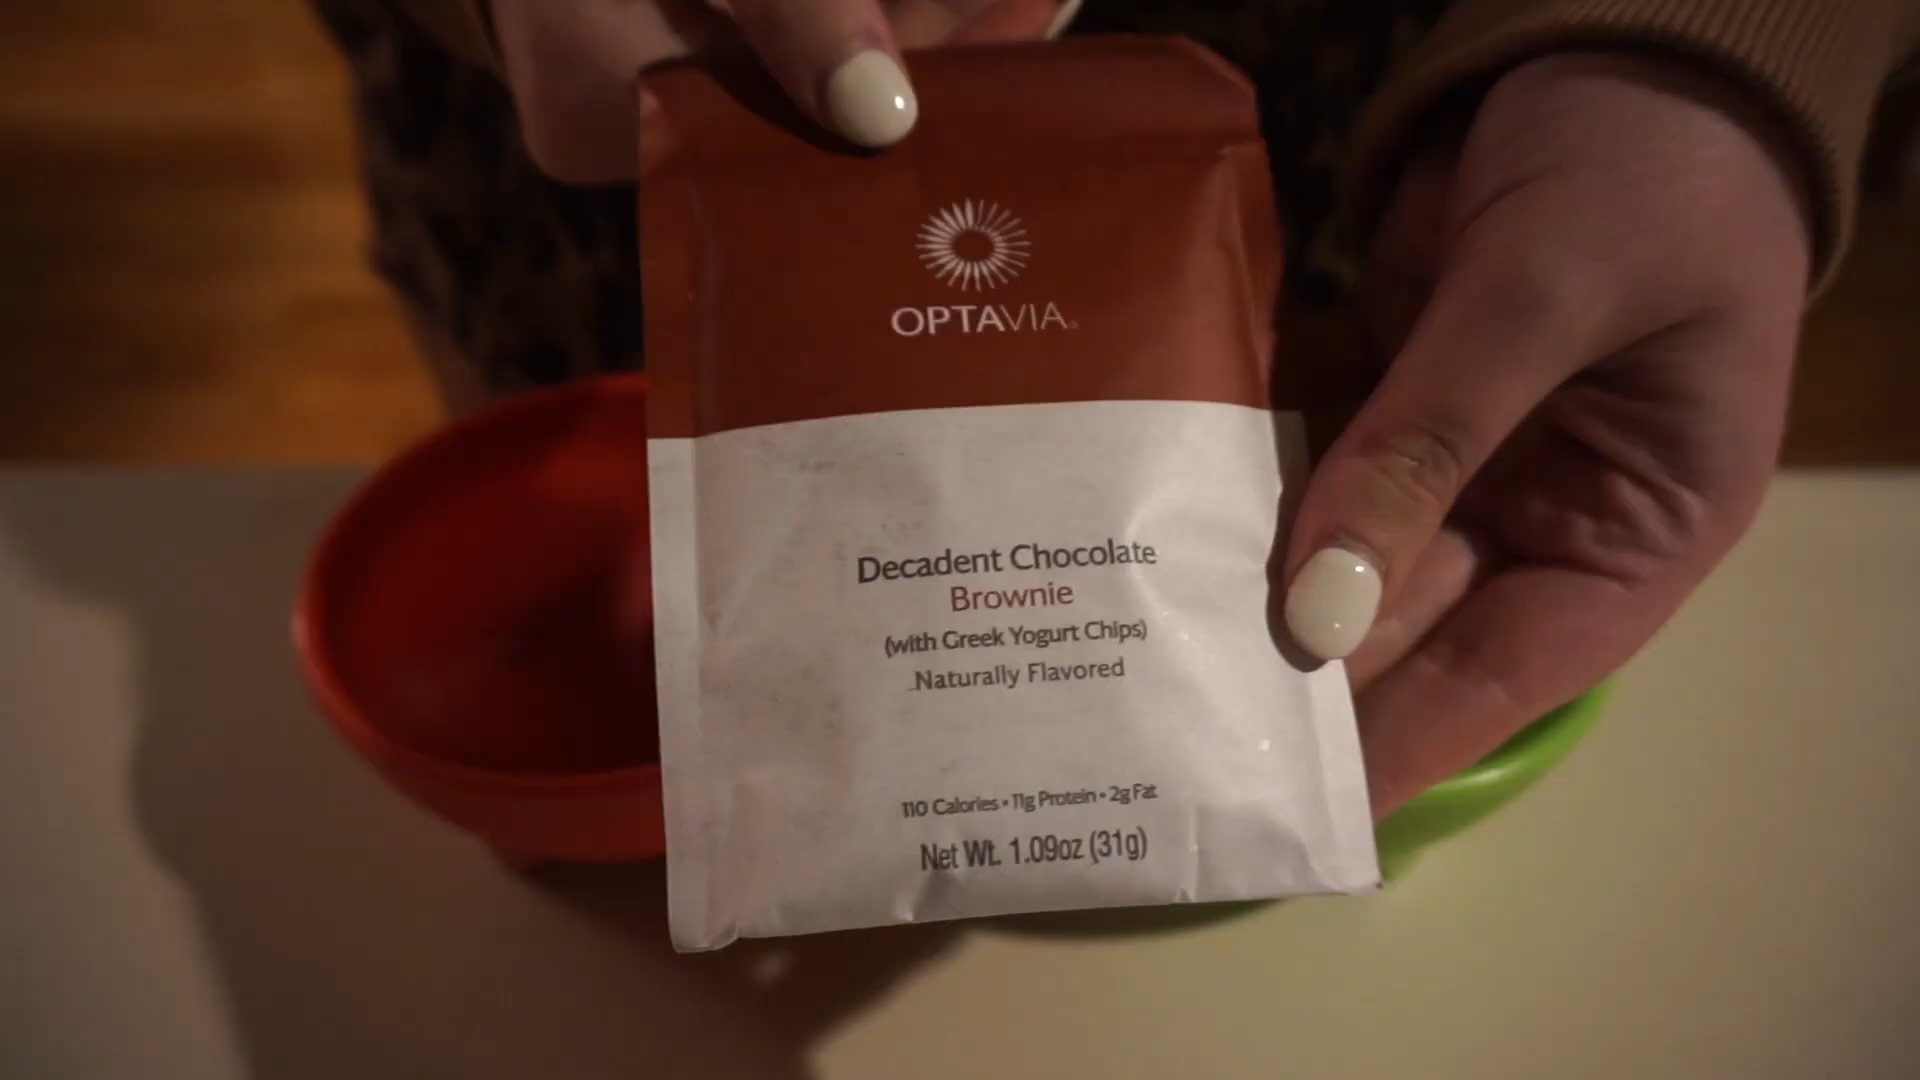 OPTAVIA®
Decadent Chocolate
Brownie
(with Greek Yogurt Chips)
Naturally Flavored
110 Calories • 11g Protein • 2g Fat
Net Wt. 1.09oz (31g)